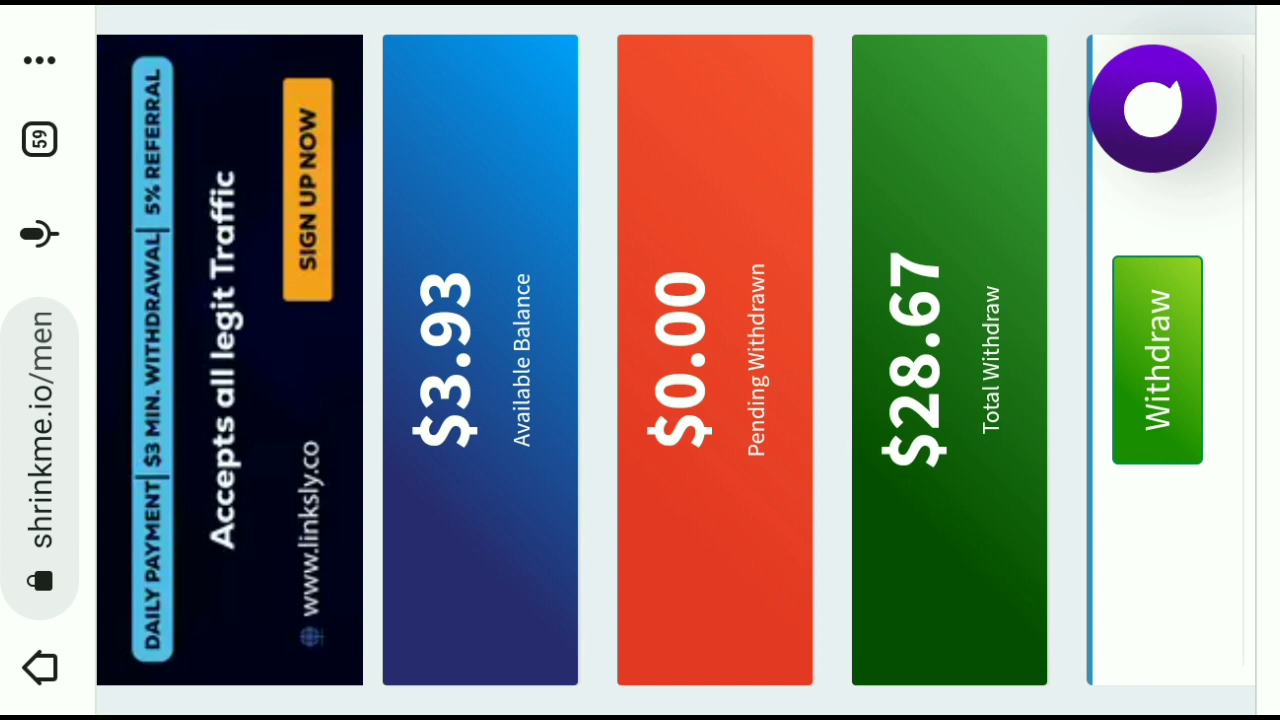 59
shrinkme.io/men
DAILY PAYMENT| $3 MIN. WITHDRAWAL| 5% REFERRAL
Accepts all legit Traffic
www.linksly.co
SIGN UP NOW
$3.93
Available Balance
$0.00
Pending Withdrawn
$28.67
Total Withdraw
Withdraw